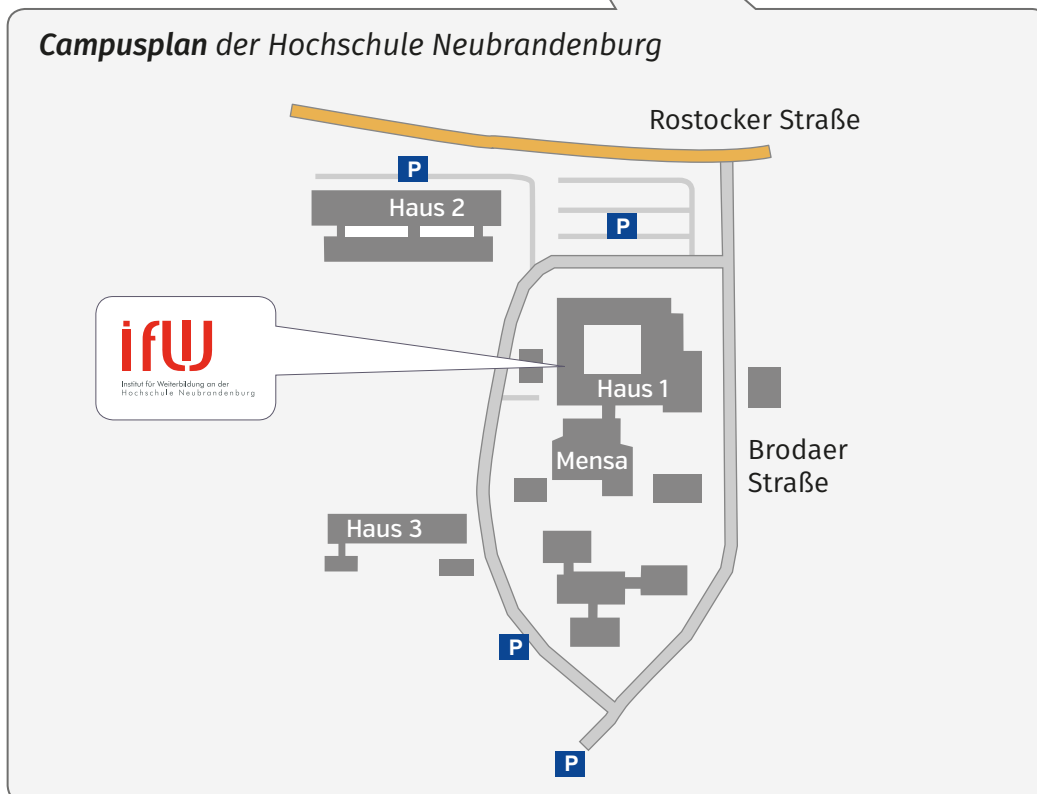 Campusplan der Hochschule Neubrandenburg
Rostocker Straße
P
Haus 2
P
ifW
Institut für Weiterbildung an der
Hochschule Neubrandenburg
Haus 1
Mensa
Brodaer
Straße
Haus 3
P
P